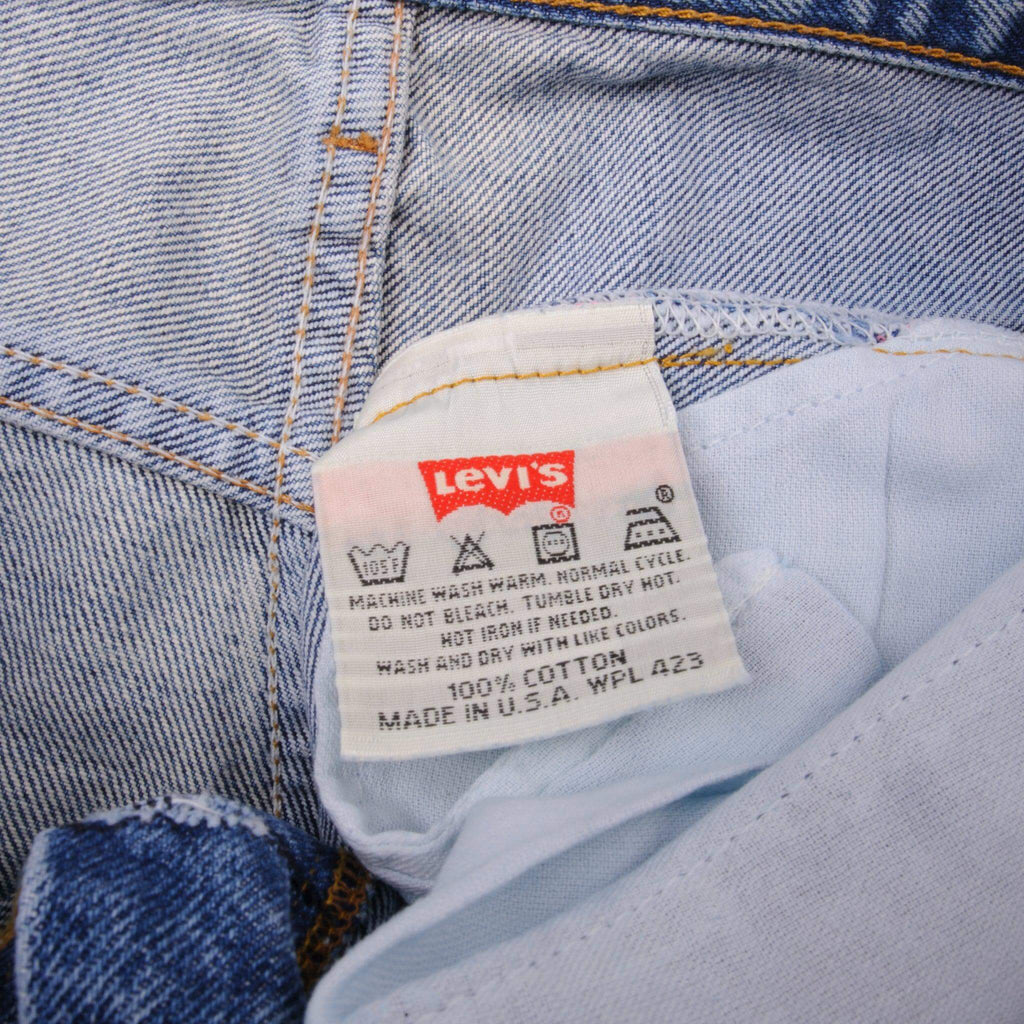 LEVI'S
®
®
105F
MACHINE WASH WARM. NORMAL CYCLE.
DO NOT BLEACH. TUMBLE DRY HOT.
HOT IRON IF NEEDED.
WASH AND DRY WITH LIKE COLORS.
100% COTTON
MADE IN U.S.A. WPL 423